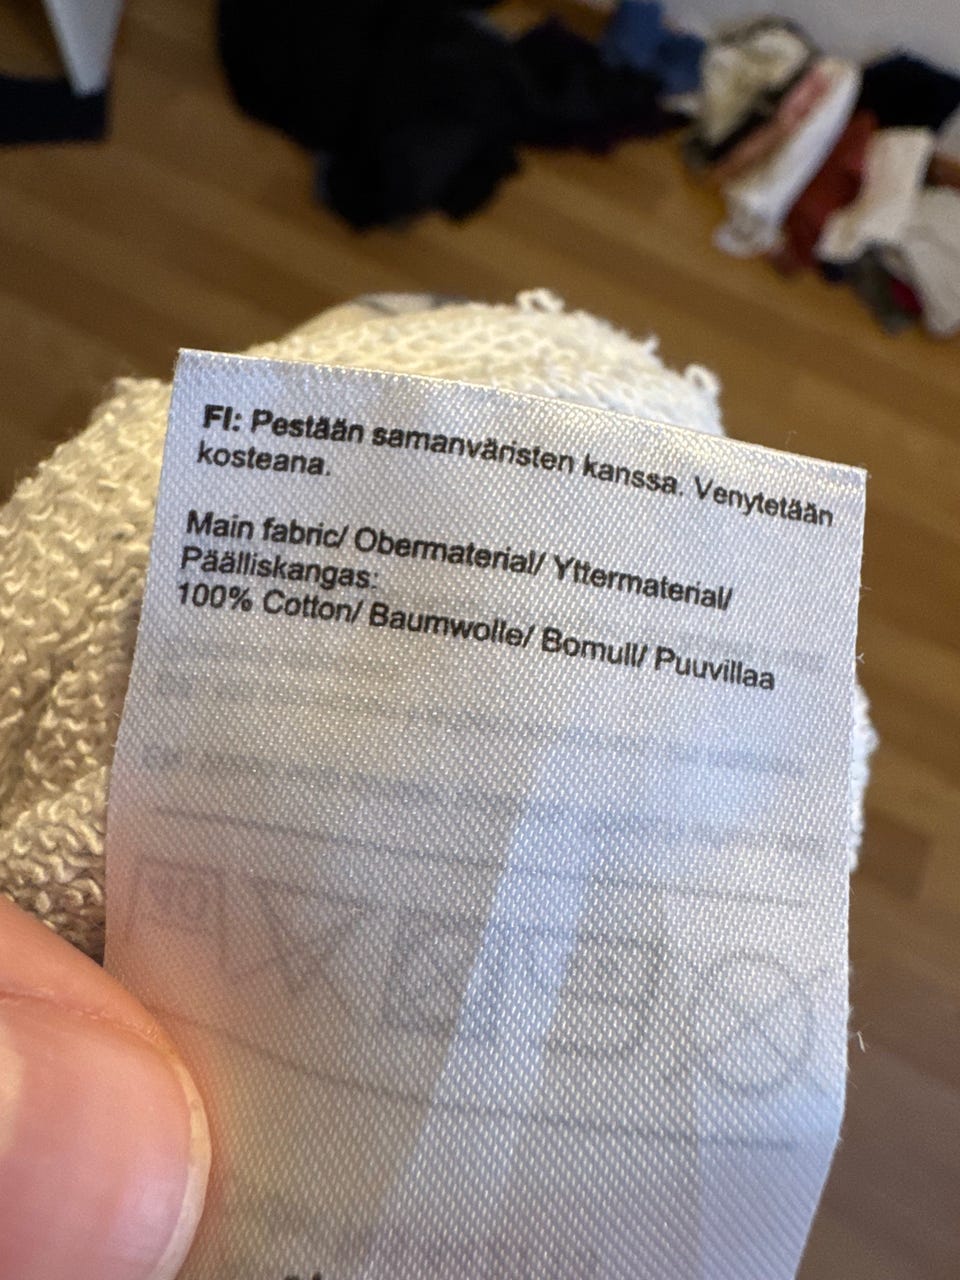 FI: Pestään samanväristen kanssa. Venytetään
kosteana.
Main fabric/ Obermaterial/ Yttermaterial/
Päälliskangas:
100% Cotton/ Baumwolle/ Bomull/ Puuvillaa